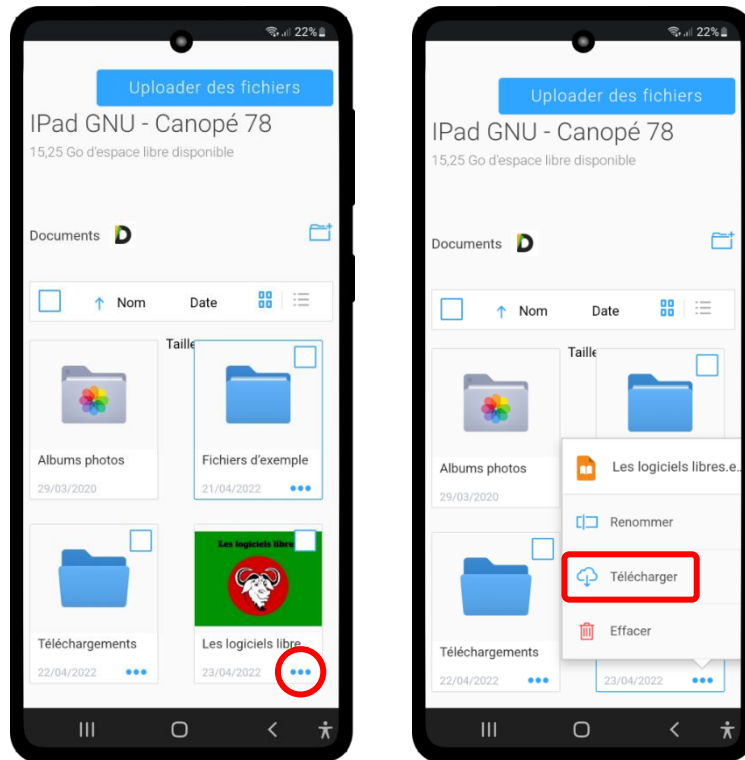 22%
Uploader des fichiers
IPad GNU - Canopé 78
15,25 Go d'espace libre disponible
Documents
Nom Date
Taille
Albums photos
29/03/2020
Fichiers d'exemple
21/04/2022
Les logiciels libre
Téléchargements
22/04/2022
Les logiciels libre...
23/04/2022
22%
Uploader des fichiers
IPad GNU - Canopé 78
15,25 Go d'espace libre disponible
Documents
Nom Date
Taille
Albums photos
29/03/2020
Les logiciels libres.e..
Renommer
Télécharger
Effacer
Téléchargements
22/04/2022
23/04/2022